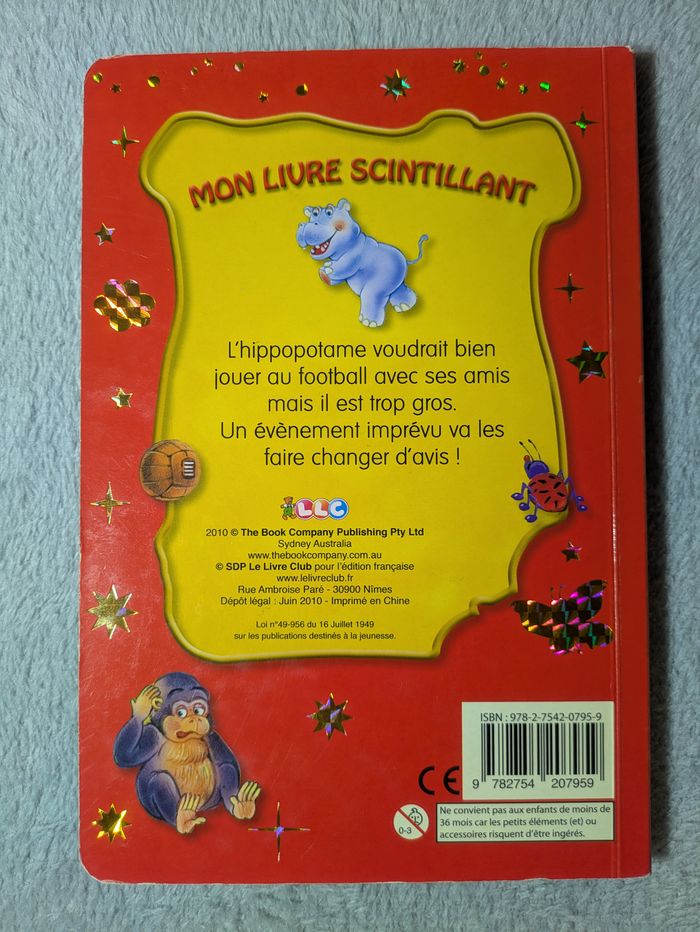 MON LIVRE SCINTILLANT
L'hippopotame voudrait bien
jouer au football avec ses amis
mais il est trop gros.
Un évènement imprévu va les
faire changer d'avis !
LLC
2010 © The Book Company Publishing Pty Ltd
Sydney Australia
www.thebookcompany.com.au
© SDP Le Livre Club pour l'édition française
www.lelivreclub.fr
Rue Ambroise Paré - 30900 Nîmes
Dépôt légal : Juin 2010 - Imprimé en Chine
Loi n°49-956 du 16 Juillet 1949
sur les publications destinés à la jeunesse.
ISBN : 978-2-7542-0795-9
9 782754 207959
CE
0-3
Ne convient pas aux enfants de moins de
36 mois car les petits éléments (et) ou
accessoires risquent d'être ingérés.